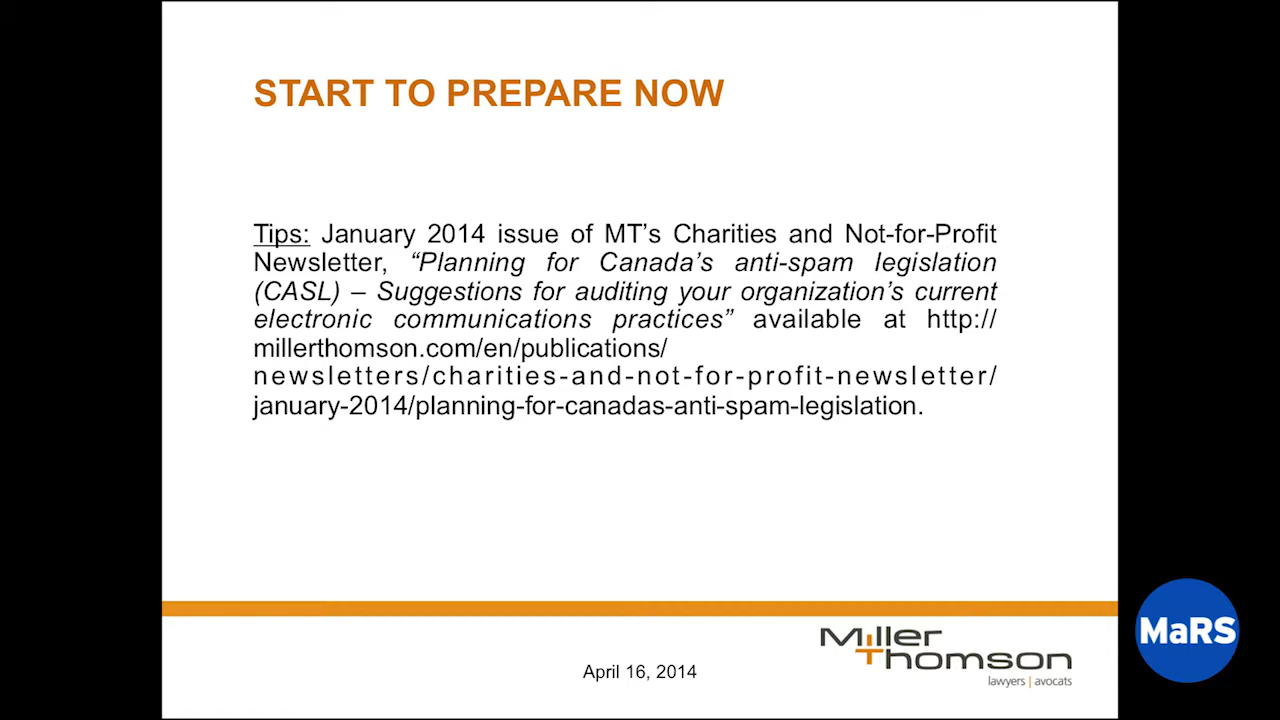 START TO PREPARE NOW
Tips: January 2014 issue of MT’s Charities and Not-for-Profit
Newsletter, “Planning for Canada’s anti-spam legislation
(CASL) – Suggestions for auditing your organization’s current
electronic communications practices” available at http://
millerthomson.com/en/publications/
newsletters/charities-and-not-for-profit-newsletter/
january-2014/planning-for-canadas-anti-spam-legislation.
Miller
Thomson
lawyers | avocats
April 16, 2014
MaRS